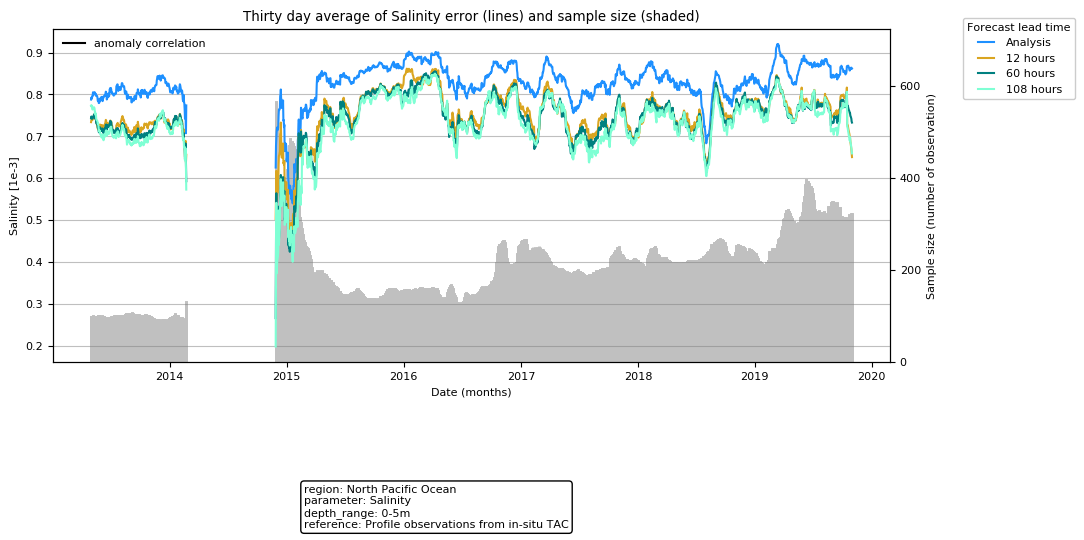 Thirty day average of Salinity error (lines) and sample size (shaded)
anomaly correlation
Forecast lead time
Analysis
12 hours
60 hours
108 hours
0.9
0.8
0.7
0.6
0.5
0.4
0.3
0.2
Salinity [1e-3]
600
400
200
0
Sample size (number of observation)
2014 2015 2016 2017 2018 2019 2020
Date (months)
region: North Pacific Ocean
parameter: Salinity
depth_range: 0-5m
reference: Profile observations from in-situ TAC